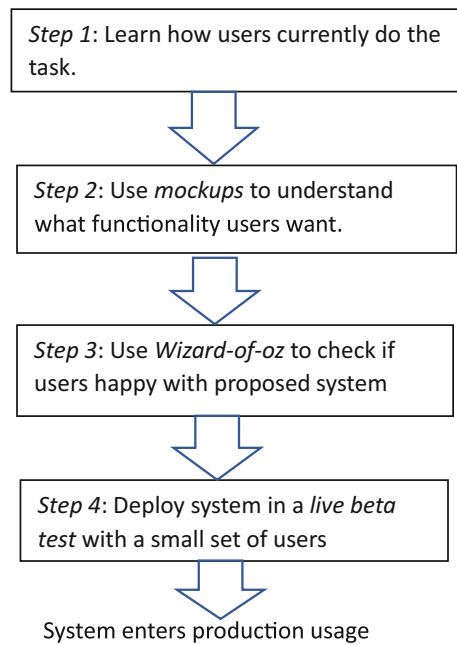 Step 1: Learn how users currently do the
task.
Step 2: Use mockups to understand
what functionality users want.
Step 3: Use Wizard-of-oz to check if
users happy with proposed system
Step 4: Deploy system in a live beta
test with a small set of users
System enters production usage